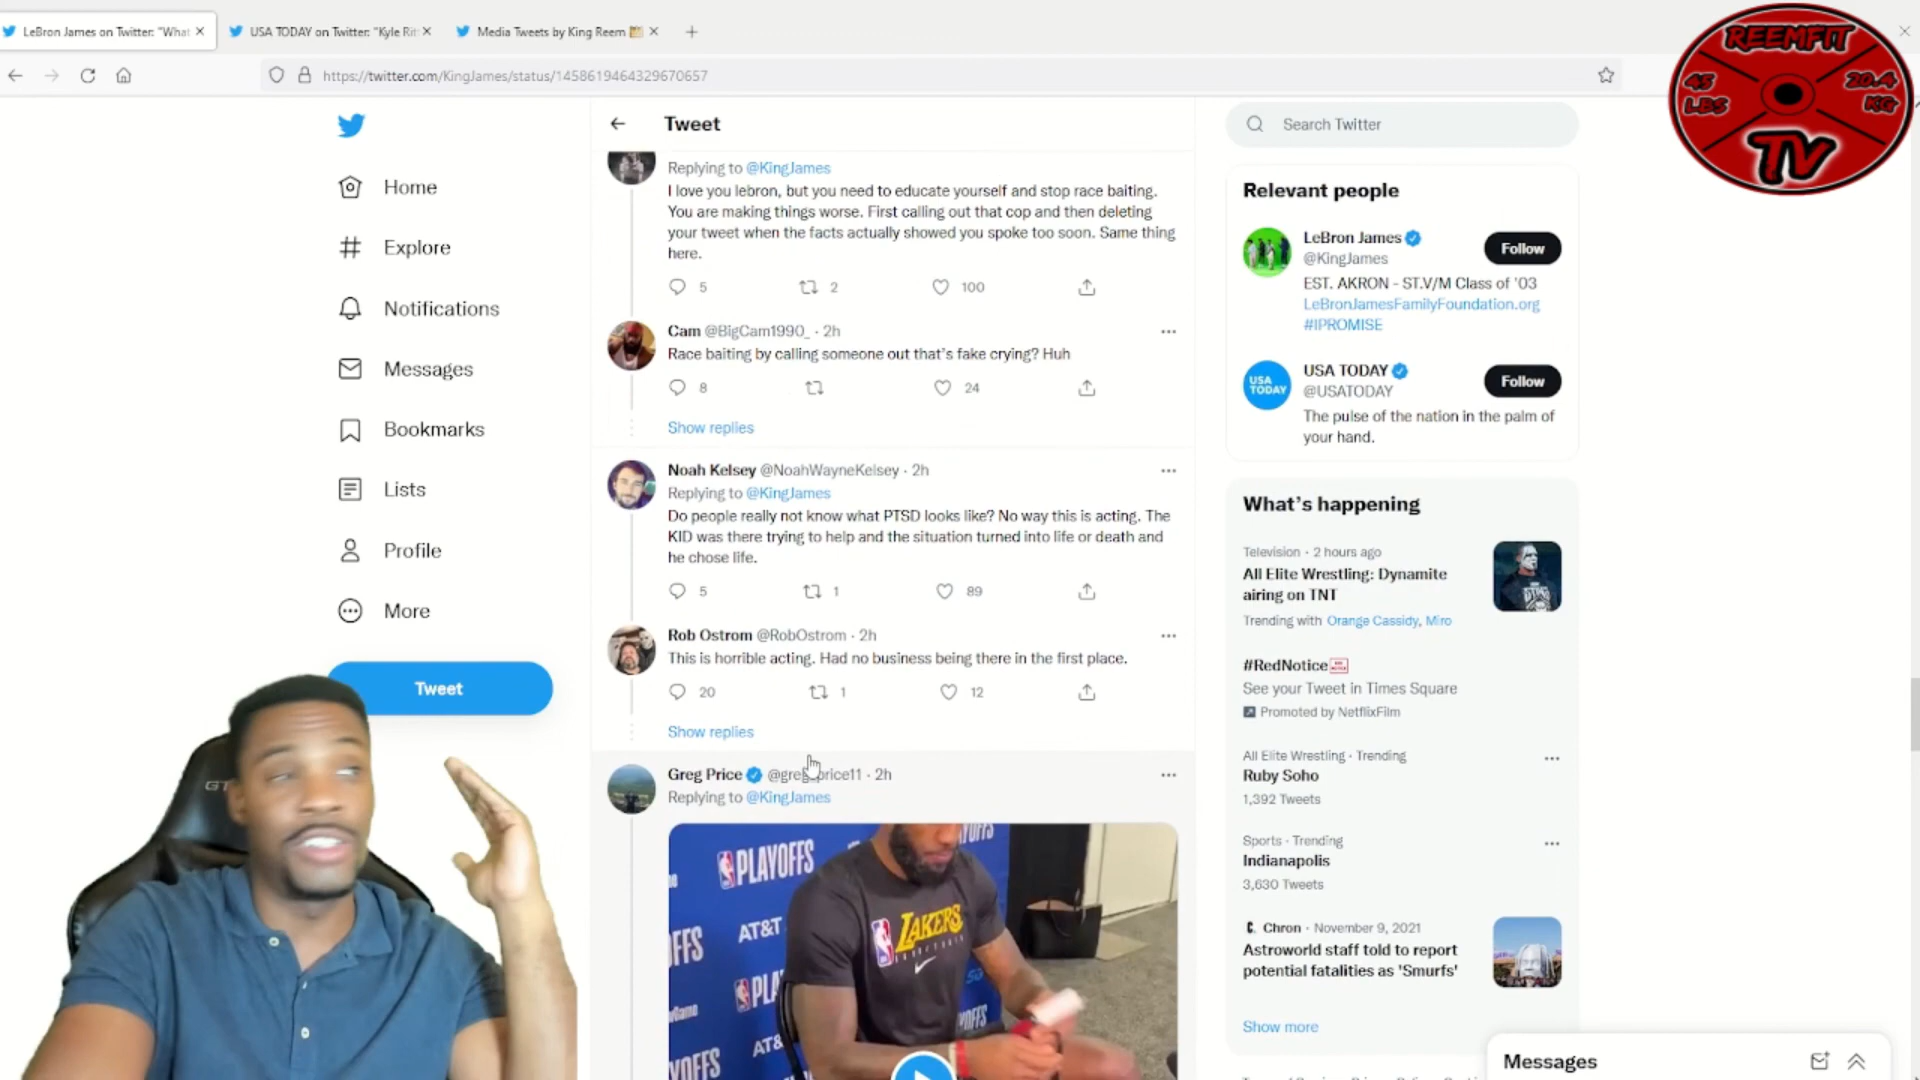 LeBron James on Twitter: "What
USA TODAY on Twitter: "Kyle Rit
Media Tweets by King Reem
https://twitter.com/KingJames/status/1458619464329670657
REEMFIT
45 LBS
20.4 KG
TV
Home
Explore
Notifications
Messages
Bookmarks
Lists
Profile
More
Tweet
Tweet
Replying to @KingJames
I love you lebron, but you need to educate yourself and stop race baiting.
You are making things worse. First calling out that cop and then deleting
your tweet when the facts actually showed you spoke too soon. Same thing
here.
5 2 100
Cam @BigCam1990_ · 2h
Race baiting by calling someone out that's fake crying? Huh
8 24
Show replies
Noah Kelsey @NoahWayneKelsey · 2h
Replying to @KingJames
Do people really not know what PTSD looks like? No way this is acting. The
KID was there trying to help and the situation turned into life or death and
he chose life.
5 1 89
Rob Ostrom @RobOstrom · 2h
This is horrible acting. Had no business being there in the first place.
20 1 12
Show replies
Greg Price @greg_price11 · 2h
Replying to @KingJames
PLAYOFFS
YOFFS
FFS
AT&T
LAKERS
5G
PLA
AT&
YOFFS
YOFFS
Search Twitter
Relevant people
LeBron James
@KingJames
Follow
EST. AKRON - ST.V/M Class of '03
LeBronJamesFamilyFoundation.org
#IPROMISE
USA TODAY
USA TODAY
@USATODAY
Follow
The pulse of the nation in the palm of
your hand.
What's happening
Television · 2 hours ago
All Elite Wrestling: Dynamite
airing on TNT
Trending with Orange Cassidy, Miro
#RedNotice
See your Tweet in Times Square
Promoted by NetflixFilm
All Elite Wrestling · Trending
Ruby Soho
1,392 Tweets
Sports · Trending
Indianapolis
3,630 Tweets
Chron · November 9, 2021
Astroworld staff told to report
potential fatalities as 'Smurfs'
Show more
Messages
GT